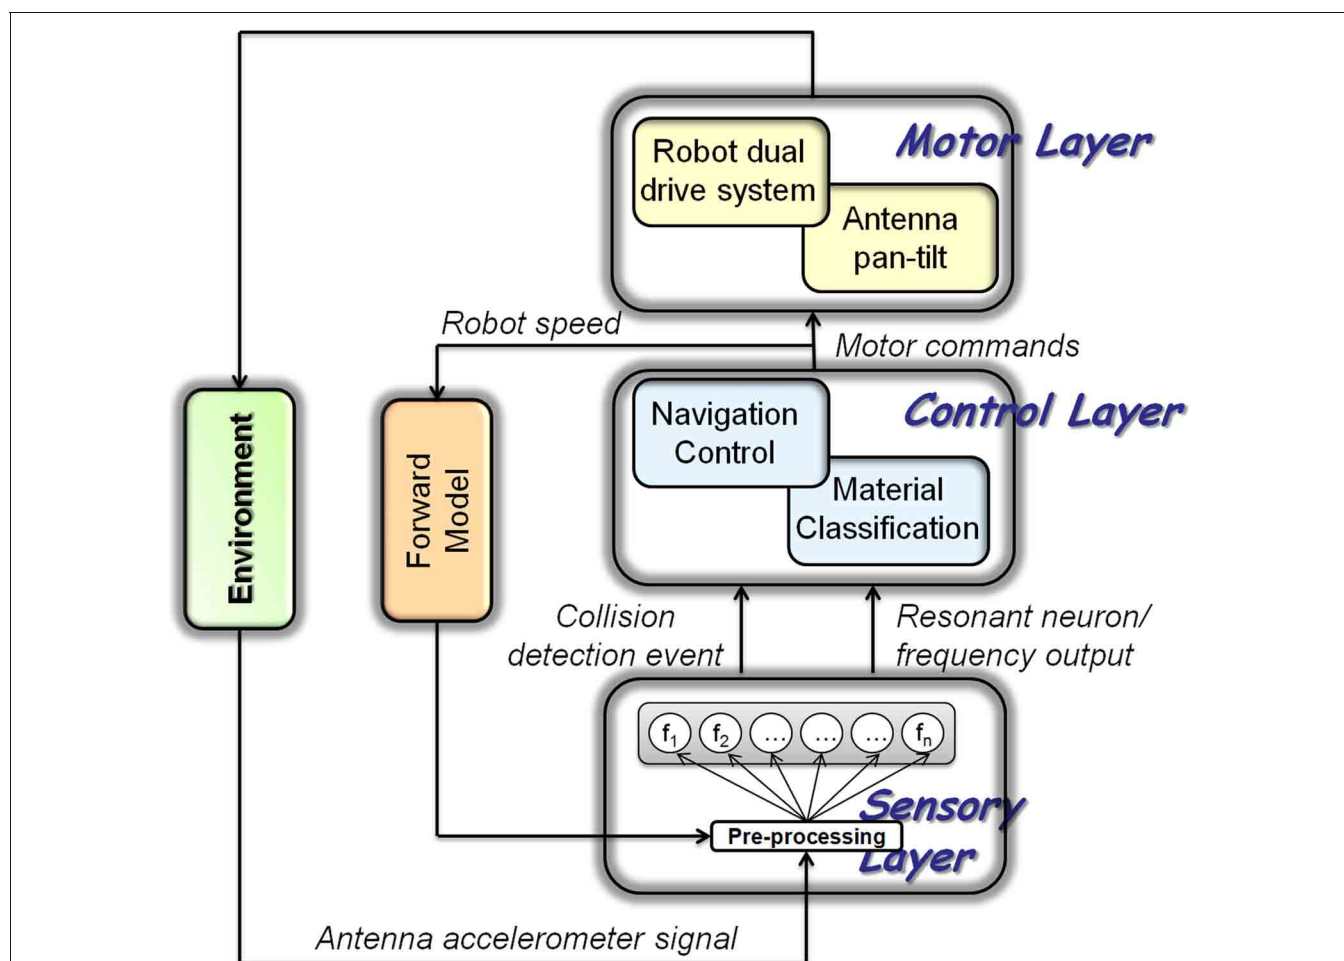 Motor Layer
Robot dual
drive system
Antenna
pan-tilt
Robot speed
Motor commands
Control Layer
Navigation
Control
Material
Classification
Environment
Forward
Model
Collision
detection event
Resonant neuron/
frequency output
f1 f2 ... ... ... fn
Sensory
Layer
Pre-processing
Antenna accelerometer signal